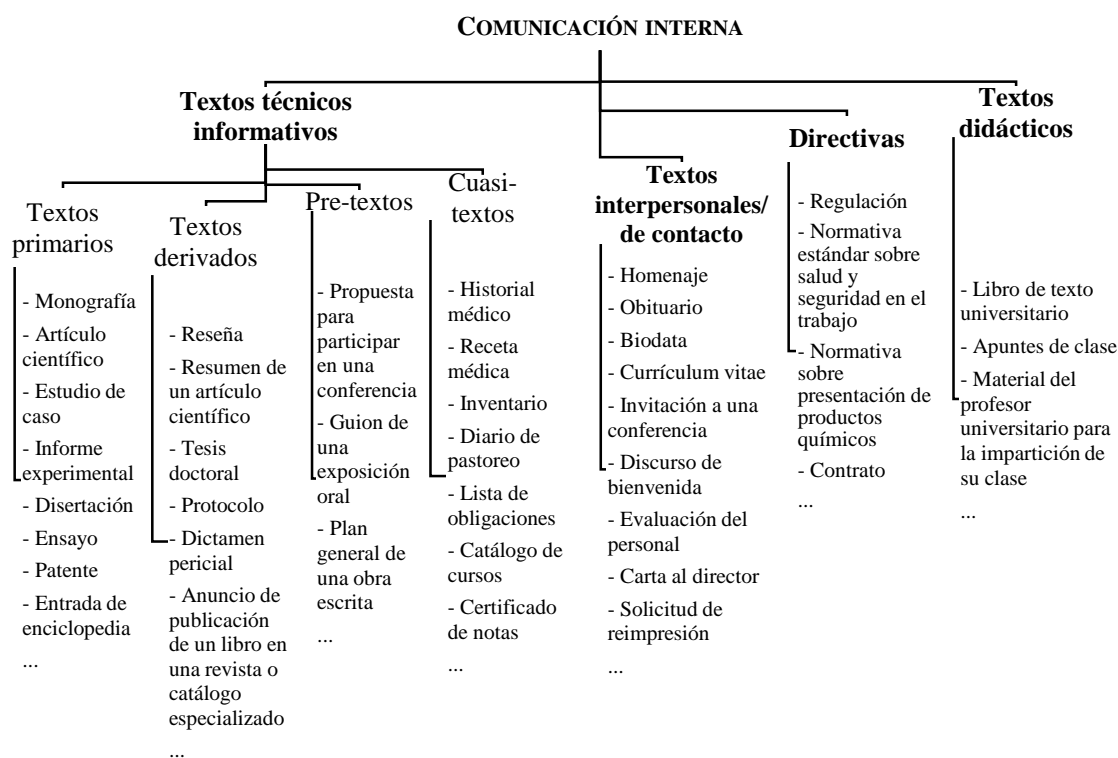 COMUNICACIÓN INTERNA
Textos técnicos
informativos
Textos
primarios
- Monografía
- Artículo
científico
- Estudio de
caso
- Informe
experimental
- Disertación
- Ensayo
- Patente
- Entrada de
enciclopedia
...
Textos
derivados
- Reseña
- Resumen de
un artículo
científico
- Tesis
doctoral
- Protocolo
- Dictamen
pericial
- Anuncio de
publicación
de un libro en
una revista o
catálogo
especializado
...
Pre-textos
- Propuesta
para
participar
en una
conferencia
- Guion de
una
exposición
oral
- Plan
general de
una obra
escrita
...
Cuasi-
textos
- Historial
médico
- Receta
médica
- Inventario
- Diario de
pastoreo
- Lista de
obligaciones
- Catálogo de
cursos
- Certificado
de notas
...
Textos
interpersonales/
de contacto
- Homenaje
- Obituario
- Biodata
- Currículum vitae
- Invitación a una
conferencia
- Discurso de
bienvenida
- Evaluación del
personal
- Carta al director
- Solicitud de
reimpresión
...
Directivas
- Regulación
- Normativa
estándar sobre
salud y
seguridad en el
trabajo
- Normativa
sobre
presentación de
productos
químicos
- Contrato
...
Textos
didácticos
- Libro de texto
universitario
- Apuntes de clase
- Material del
profesor
universitario para
la impartición de
su clase
...